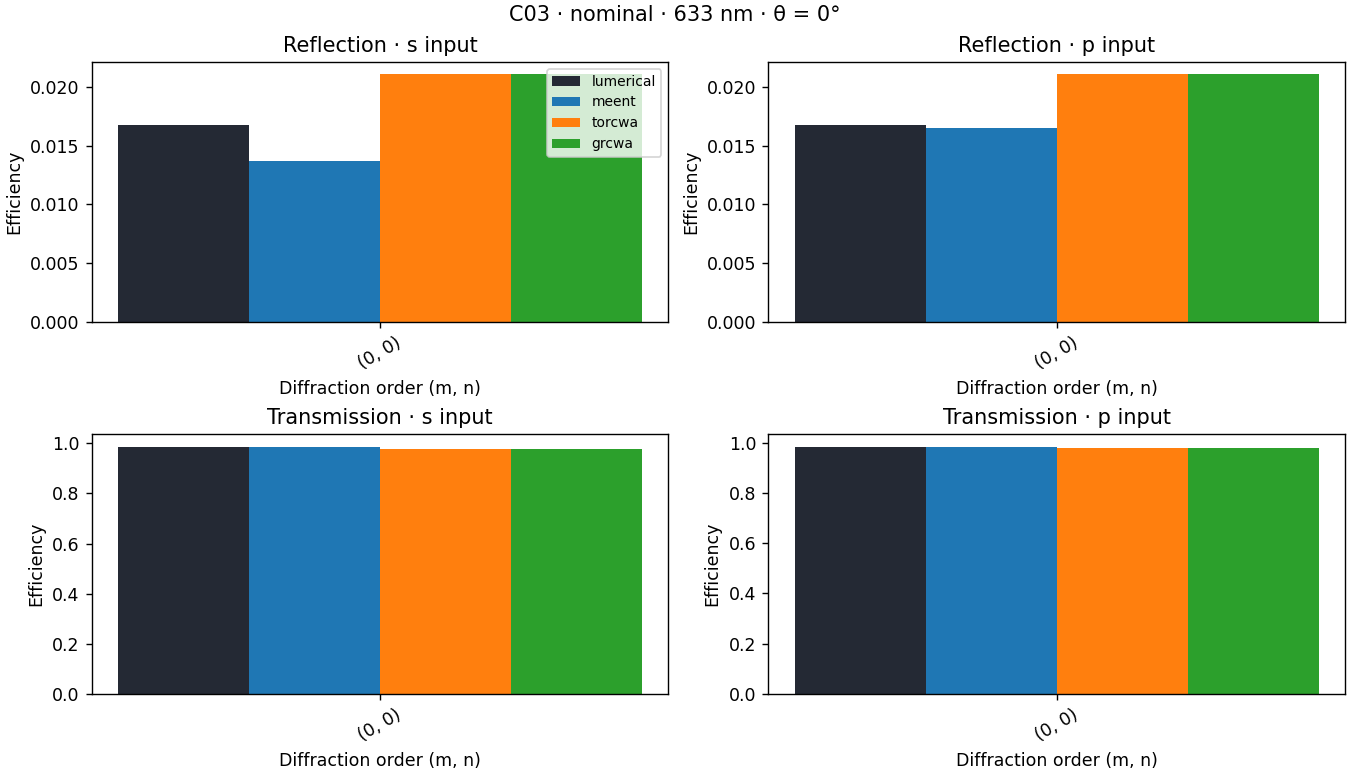 C03 · nominal · 633 nm · θ = 0°
Reflection · s input
Efficiency
0.020
0.015
0.010
0.005
0.000
lumerical
meent
torcwa
grcwa
(0, 0)
Diffraction order (m, n)
Reflection · p input
Efficiency
0.020
0.015
0.010
0.005
0.000
(0, 0)
Diffraction order (m, n)
Transmission · s input
Efficiency
1.0
0.8
0.6
0.4
0.2
0.0
(0, 0)
Diffraction order (m, n)
Transmission · p input
Efficiency
1.0
0.8
0.6
0.4
0.2
0.0
(0, 0)
Diffraction order (m, n)